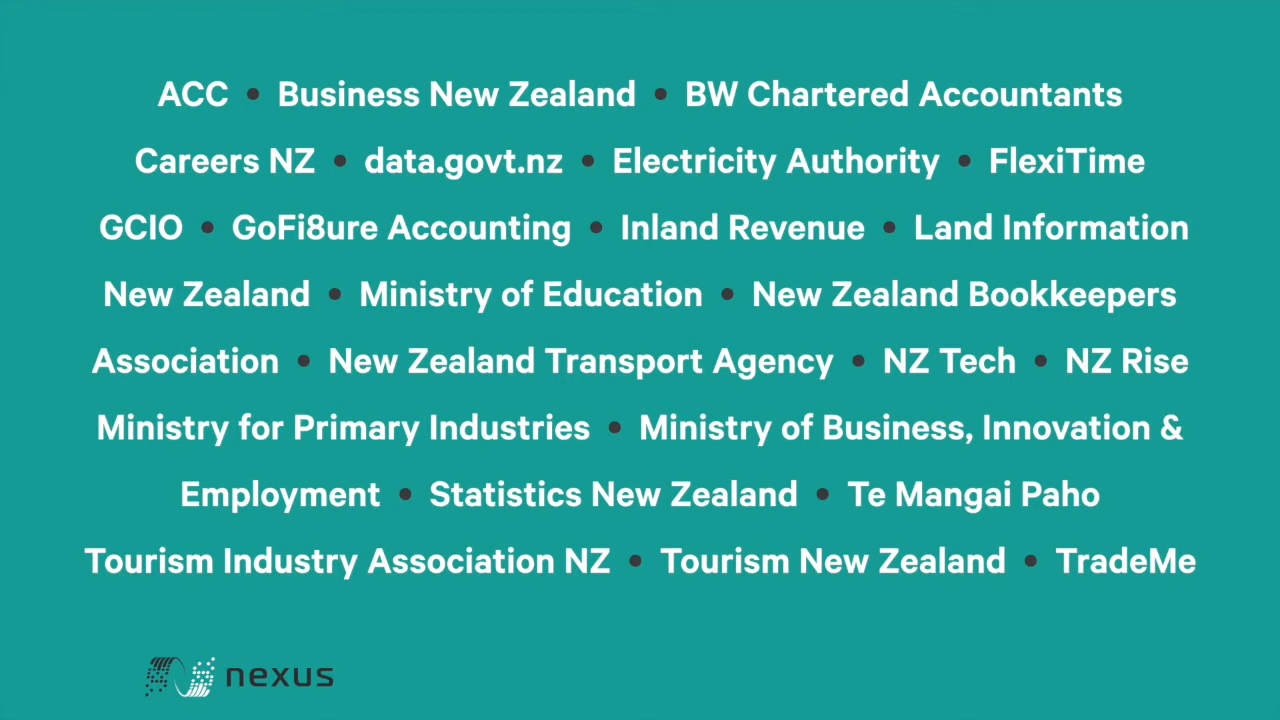 ACC • Business New Zealand • BW Chartered Accountants
Careers NZ • data.govt.nz • Electricity Authority • FlexiTime
GCIO • GoFi8ure Accounting • Inland Revenue • Land Information
New Zealand • Ministry of Education • New Zealand Bookkeepers
Association • New Zealand Transport Agency • NZ Tech • NZ Rise
Ministry for Primary Industries • Ministry of Business, Innovation &
Employment • Statistics New Zealand • Te Mangai Paho
Tourism Industry Association NZ • Tourism New Zealand • TradeMe
nexus